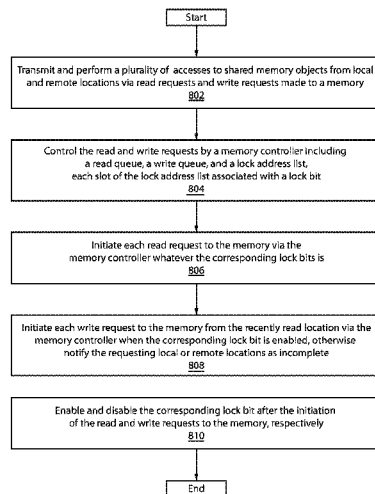 Start
Transmit and perform a plurality of accesses to shared memory objects from local
and remote locations via read requests and write requests made to a memory
802
Control the read and write requests by a memory controller including
a read queue, a write queue, and a lock address list,
each slot of the lock address list associated with a lock bit
804
Initiate each read request to the memory via the
memory controller whatever the corresponding lock bits is
806
Initiate each write request to the memory from the recently read location via the
memory controller when the corresponding lock bit is enabled, otherwise
notify the requesting local or remote locations as incomplete
808
Enable and disable the corresponding lock bit after the initiation
of the read and write requests to the memory, respectively
810
End